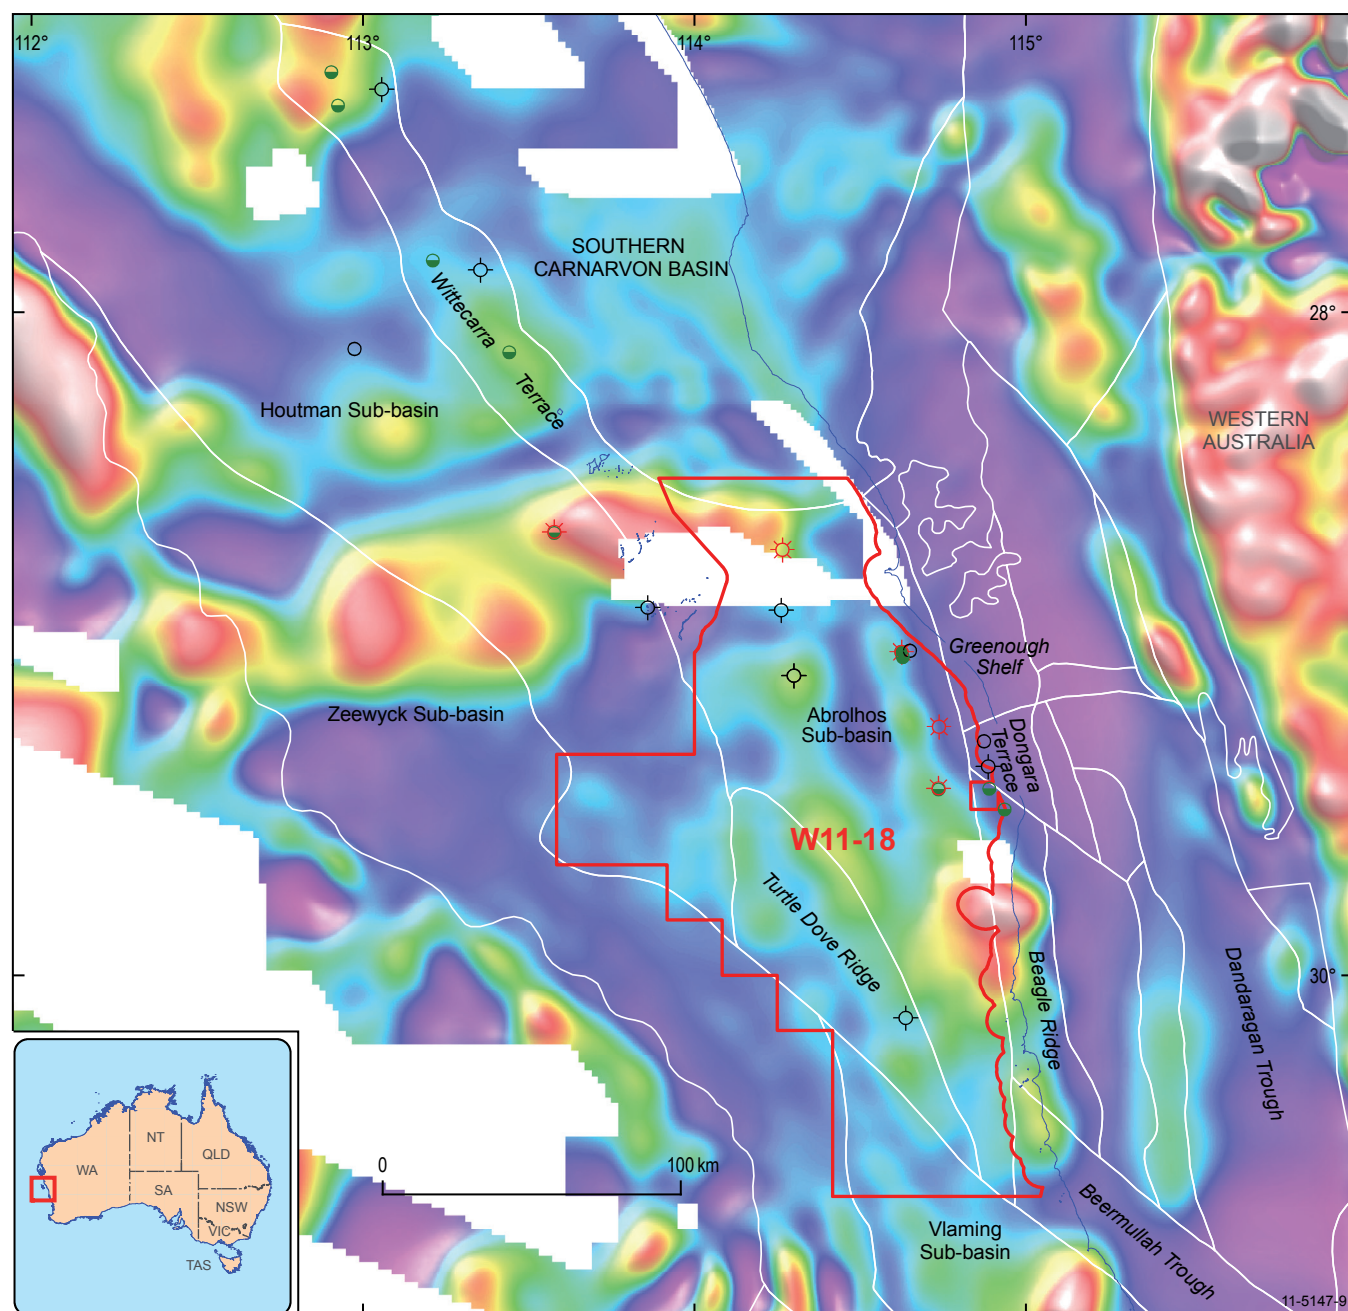 112°
113°
114°
115°
SOUTHERN
CARNARVON BASIN
Wittecarra
Terrace
28°
Houtman Sub-basin
WESTERN
AUSTRALIA
Greenough
Shelf
Zeewyck Sub-basin
Abrolhos
Sub-basin
Dongara
Terrace
W11-18
Turtle Dove Ridge
Beagle Ridge
Dandaragan Trough
30°
NT
QLD
WA
SA
NSW
VIC
TAS
0
100 km
Vlaming
Sub-basin
Beermullah Trough
11-5147-9